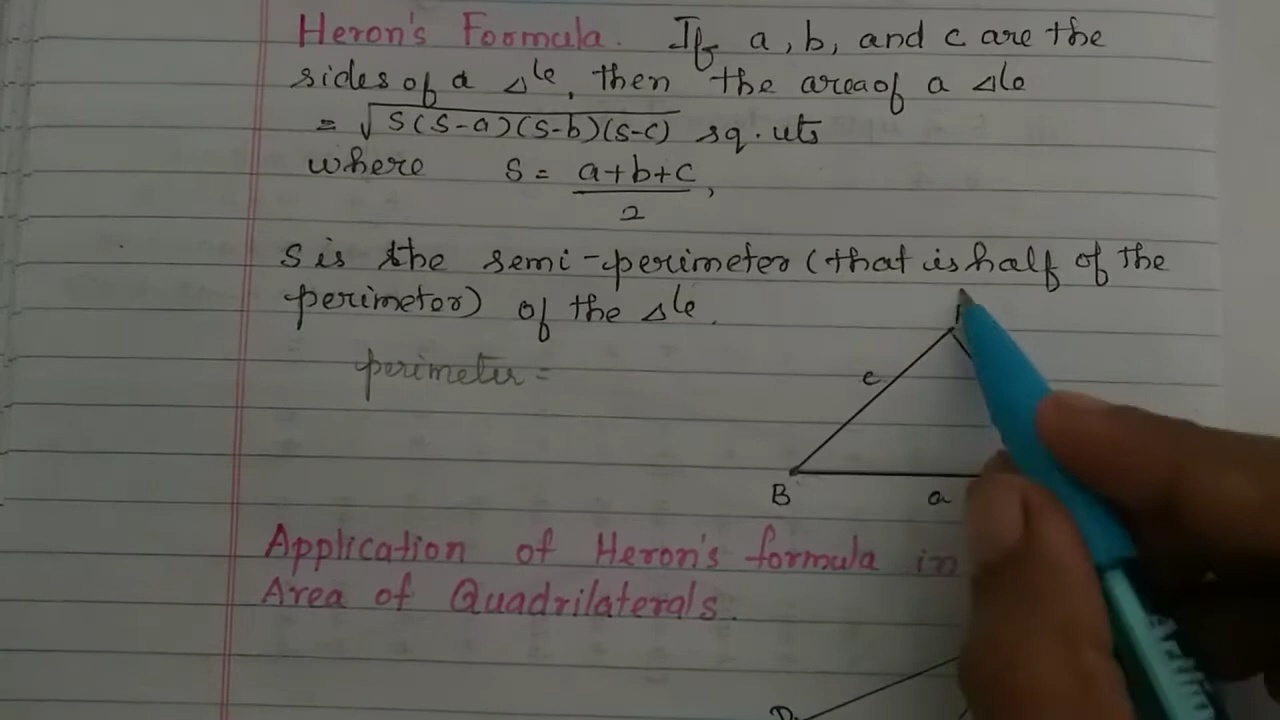 Heron's Formula. If a, b, and c are the
sides of a △le, then the area of a △le
= √s(s-a)(s-b)(s-c) sq. uts
where s = a+b+c,
2
s is the semi-perimeter (that is half of the
perimeter) of the △le.
perimeter =
c
B
a
Application of Heron's formula in
Area of Quadrilaterals.
D